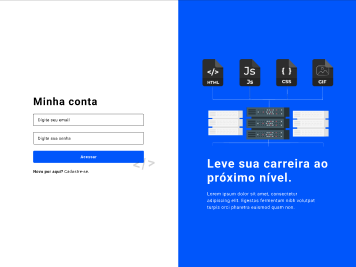 Minha conta
Digite seu email
Digite sua senha
Acessar
Novo por aqui? Cadastre-se.
</>
</>
HTML
Js
Js
{ }
CSS
GIF
Leve sua carreira ao
próximo nível.
Lorem ipsum dolor sit amet, consectetur
adipiscing elit. Egestas fermentum nibh volutpat
turpis orci pharetra euismod quam non.